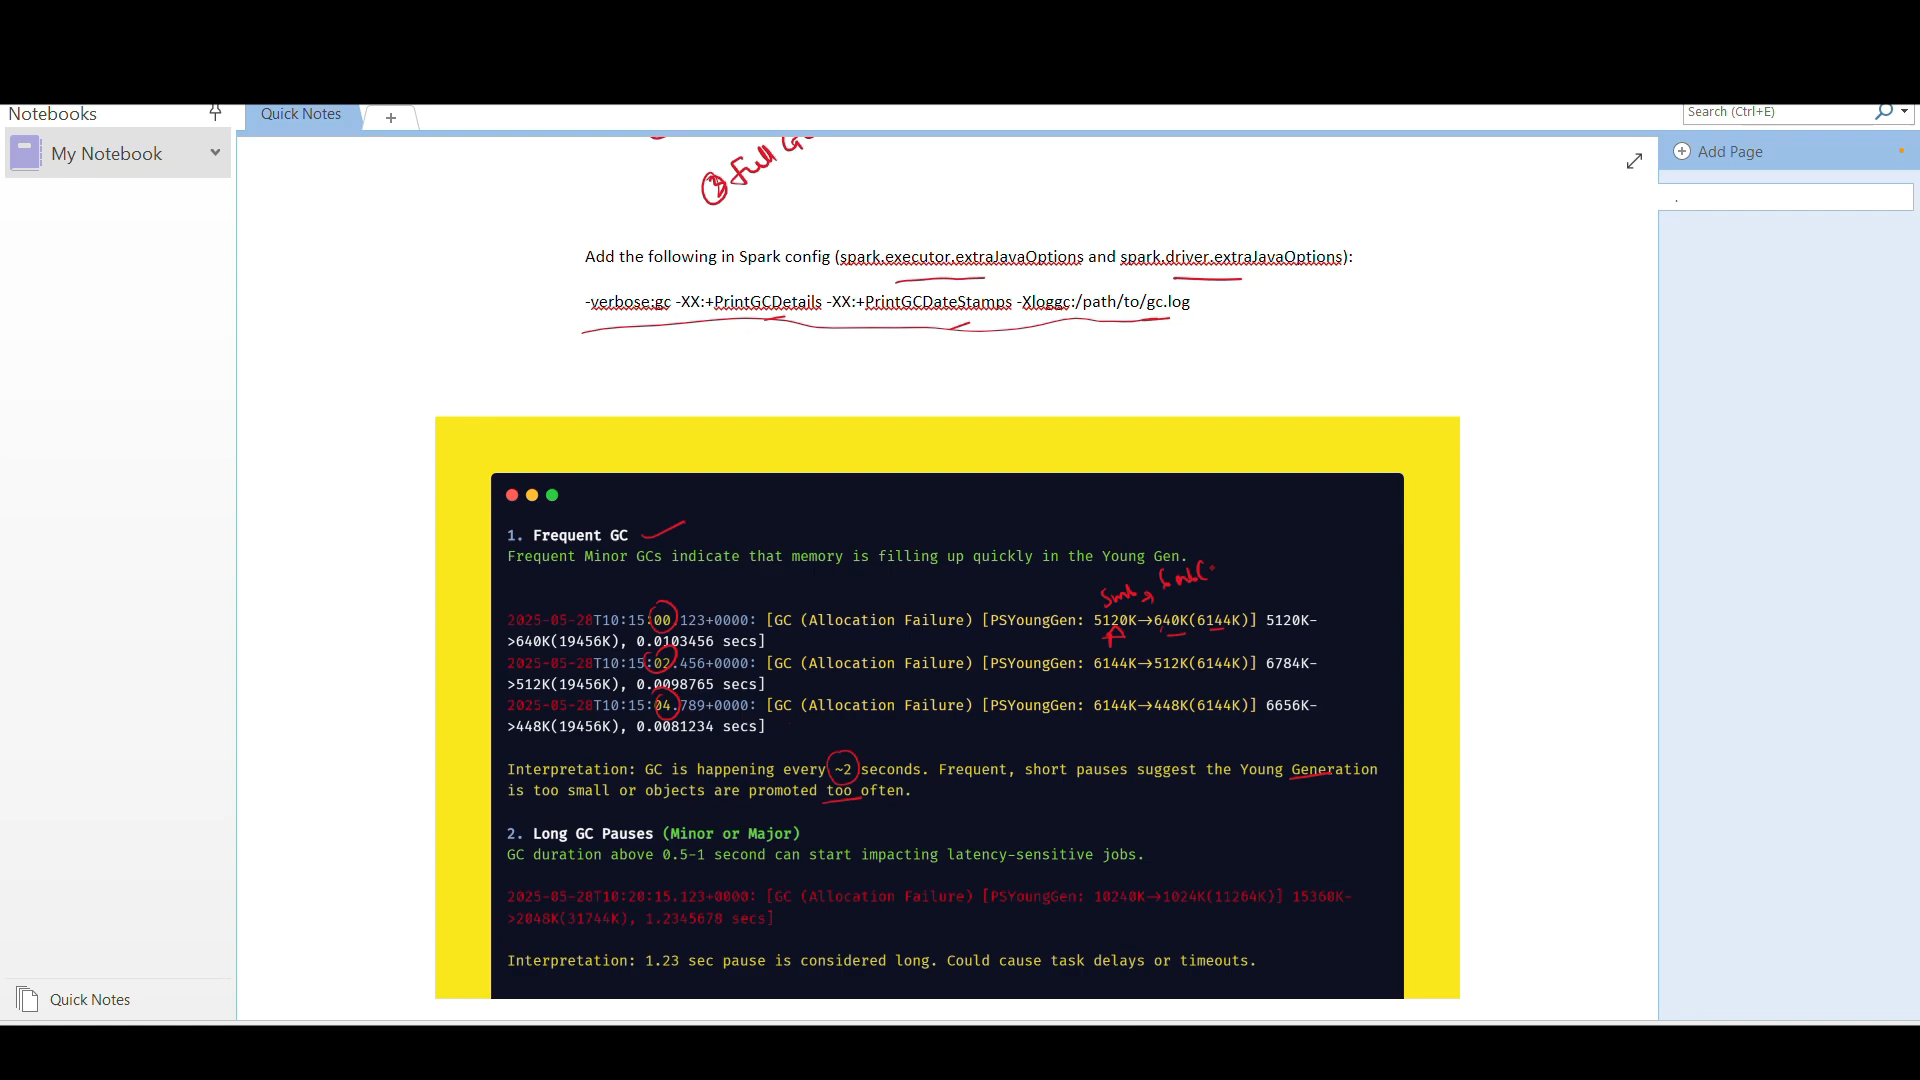 Notebooks
Quick Notes
+
Search (Ctrl+E)
My Notebook
Add Page
.
③ Full G
Add the following in Spark config (spark.executor.extraJavaOptions and spark.driver.extraJavaOptions):
-verbose:gc -XX:+PrintGCDetails -XX:+PrintGCDateStamps -Xloggc:/path/to/gc.log
1. Frequent GC
Frequent Minor GCs indicate that memory is filling up quickly in the Young Gen.
5mb → 
2025-05-28T10:15:00.123+0000: [GC (Allocation Failure) [PSYoungGen: 5120K->640K(6144K)] 5120K-
>640K(19456K), 0.0103456 secs]
2025-05-28T10:15:02.456+0000: [GC (Allocation Failure) [PSYoungGen: 6144K->512K(6144K)] 6784K-
>512K(19456K), 0.0098765 secs]
2025-05-28T10:15:04.789+0000: [GC (Allocation Failure) [PSYoungGen: 6144K->448K(6144K)] 6656K-
>448K(19456K), 0.0081234 secs]
Interpretation: GC is happening every ~2 seconds. Frequent, short pauses suggest the Young Generation
is too small or objects are promoted too often.
2. Long GC Pauses (Minor or Major)
GC duration above 0.5-1 second can start impacting latency-sensitive jobs.
2025-05-28T10:20:15.123+0000: [GC (Allocation Failure) [PSYoungGen: 10240K->1024K(11264K)] 15360K-
>2048K(31744K), 1.2345678 secs]
Interpretation: 1.23 sec pause is considered long. Could cause task delays or timeouts.
Quick Notes